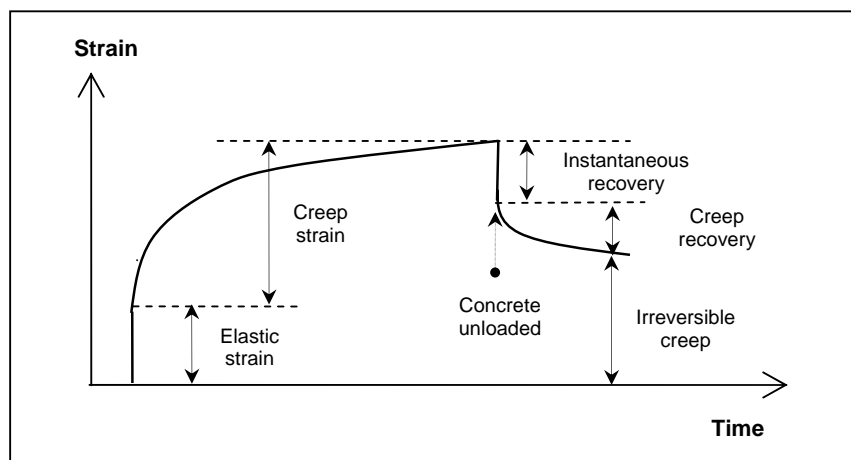 Strain
Instantaneous
recovery
Creep
strain
Creep
recovery
Concrete
unloaded
Irreversible
creep
Elastic
strain
Time